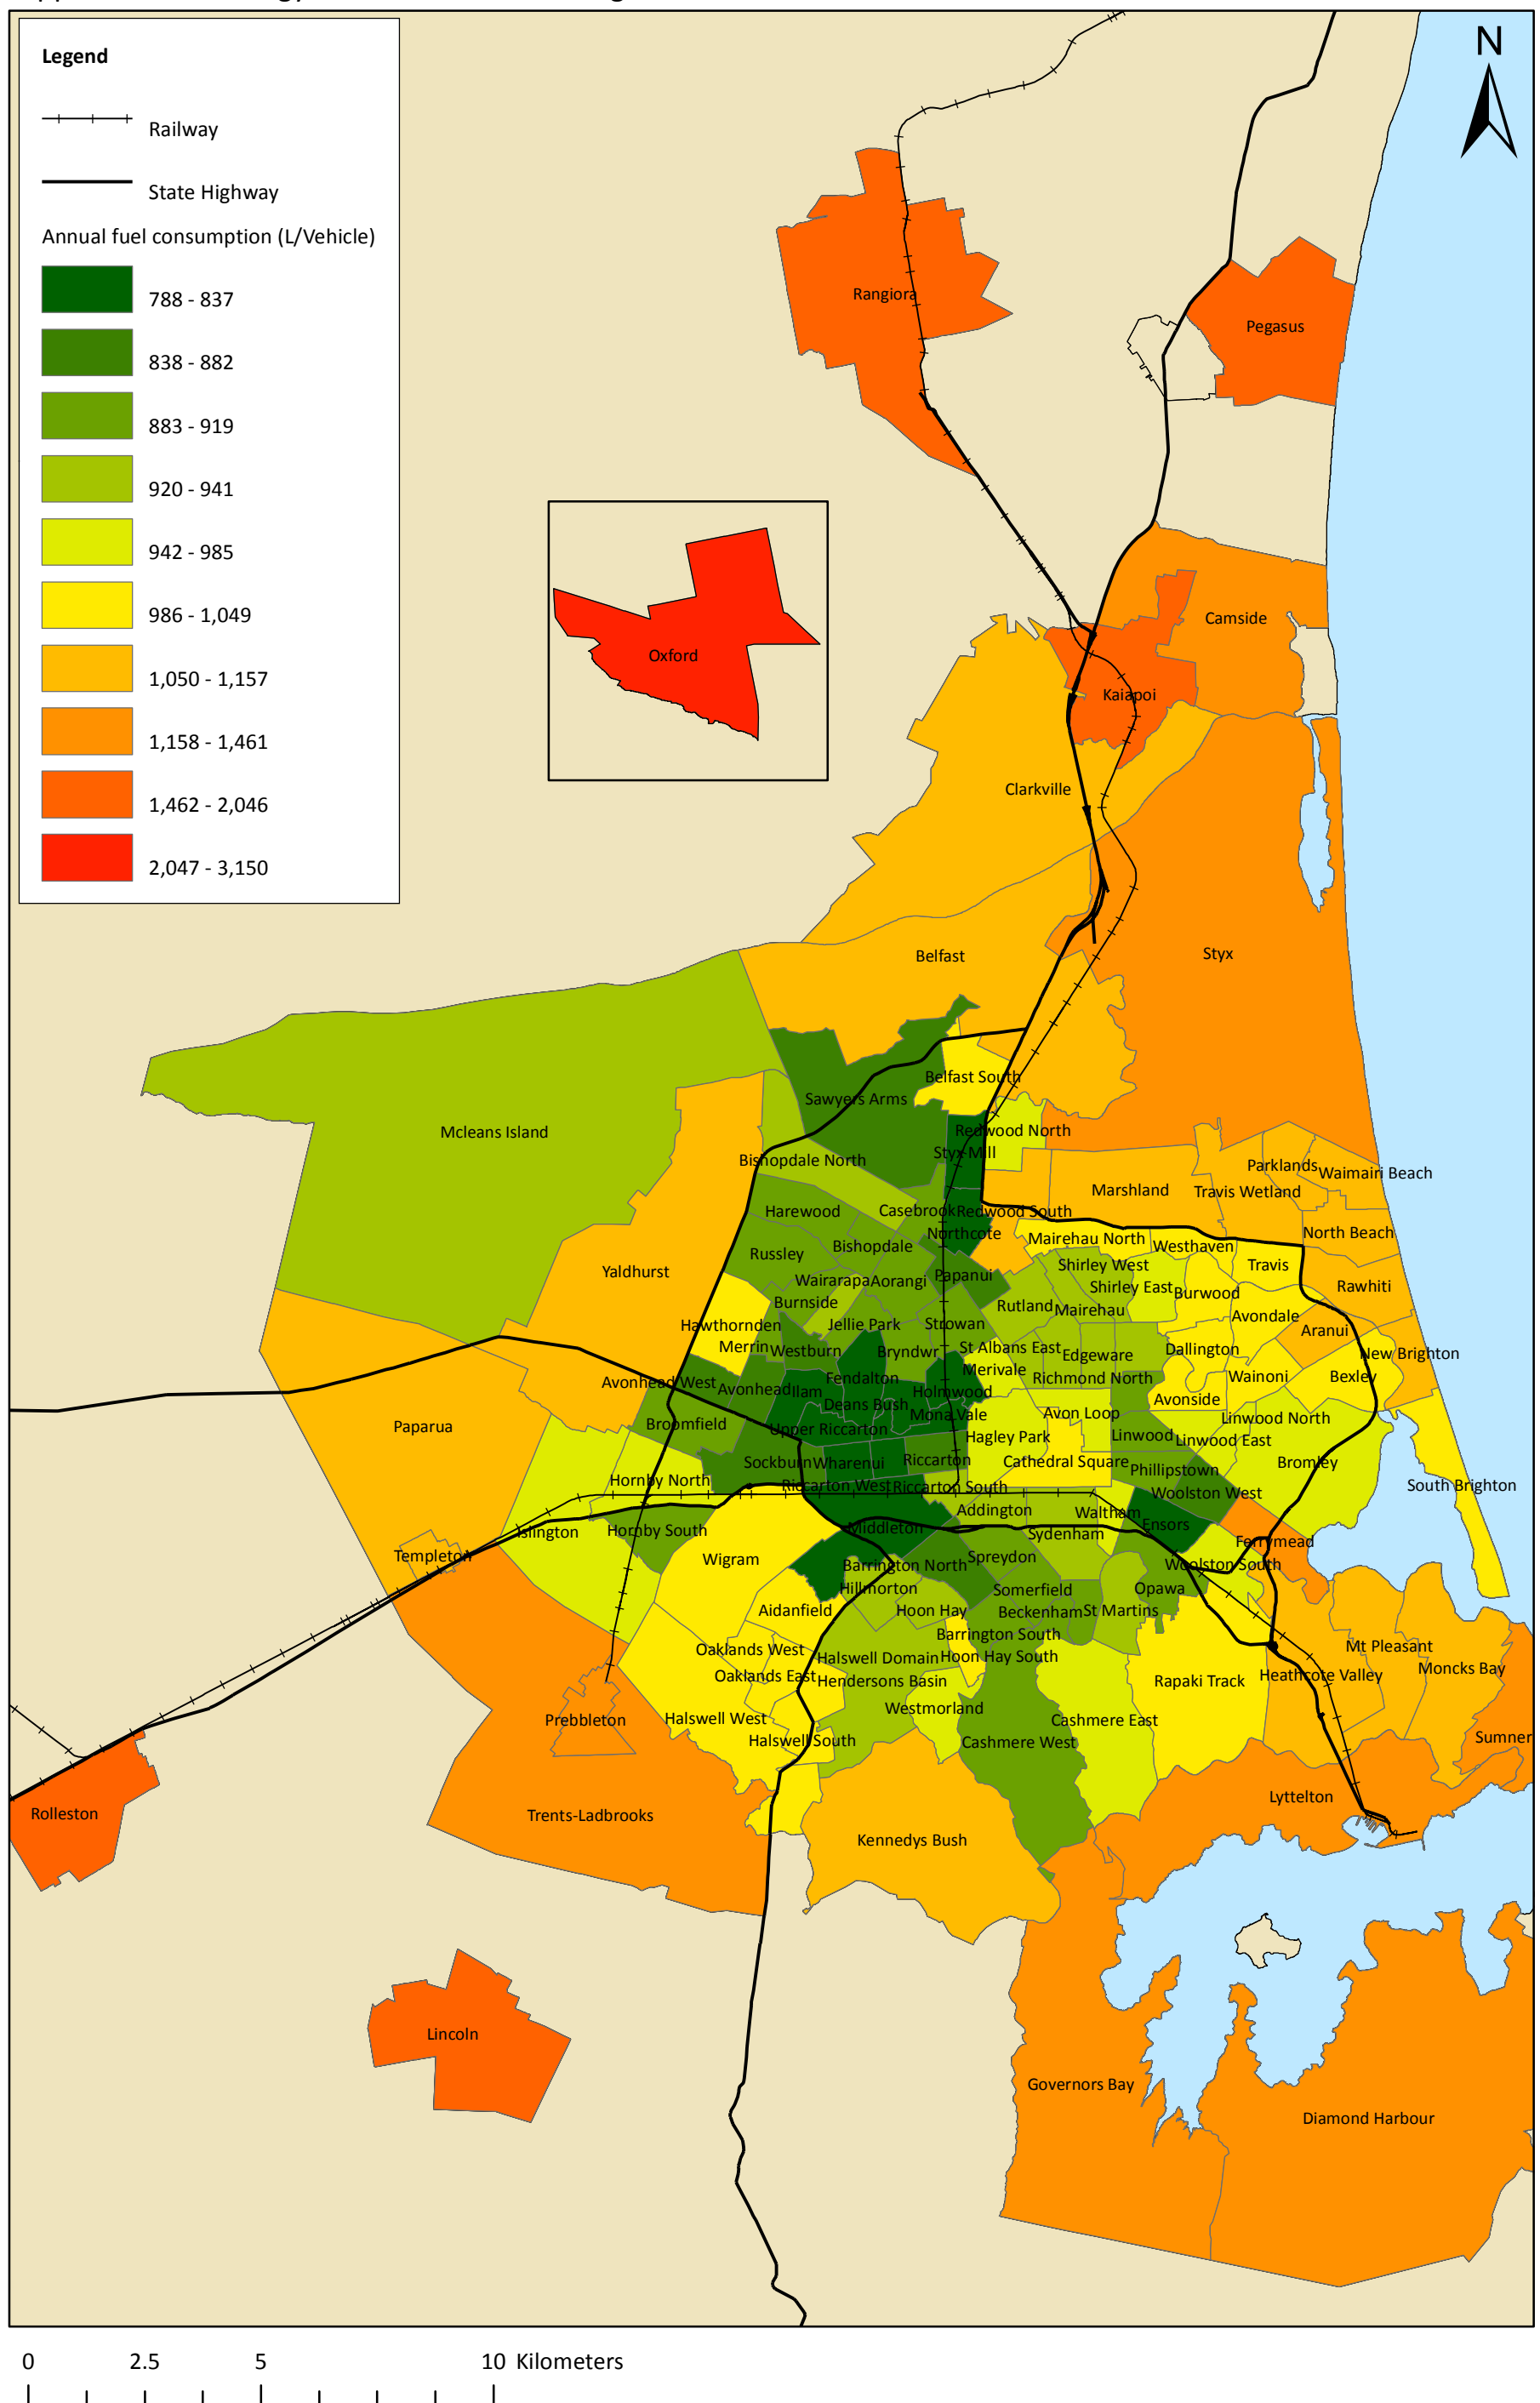 N
Legend
Railway
State Highway
Annual fuel consumption (L/Vehicle)
788 - 837
838 - 882
883 - 919
920 - 941
942 - 985
986 - 1,049
1,050 - 1,157
1,158 - 1,461
1,462 - 2,046
2,047 - 3,150
Rangiora
Pegasus
Oxford
Camside
Kaiapoi
Clarkville
Belfast
Styx
Belfast South
Sawyers Arms
Mcleans Island
Redwood North
Styx Mill
Bishopdale North
Parklands
Waimairi Beach
Marshland
Travis Wetland
Harewood
Casebrook
Redwood South
Northcote
North Beach
Mairehau North
Westhaven
Bishopdale
Russley
Yaldhurst
Shirley West
Travis
Wairarapa
Aorangi
Papanui
Shirley East
Burwood
Rawhiti
Burnside
Rutland
Mairehau
Avondale
Hawthornden
Jellie Park
Strowan
Aranui
Merrin
Westburn
Bryndwr
St Albans East
Edgeware
Dallington
New Brighton
Merivale
Fendalton
Richmond North
Wainoni
Bexley
Avonhead West
Avonhead
Ilam
Holmwood
Avonside
Deans Bush
Mona Vale
Avon Loop
Paparua
Broomfield
Upper Riccarton
Hagley Park
Linwood
Linwood North
Linwood East
Sockburn
Wharenui
Riccarton
Cathedral Square
Phillipstown
Bromley
Hornby North
Riccarton West
Riccarton South
Woolston West
South Brighton
Addington
Waltham
Islington
Hornby South
Middleton
Sydenham
Ensors
Ferrymead
Templeton
Wigram
Barrington North
Spreydon
Woolston South
Hillmorton
Somerfield
Opawa
Aidanfield
Hoon Hay
Beckenham
St Martins
Barrington South
Oaklands West
Halswell Domain
Hoon Hay South
Mt Pleasant
Oaklands East
Hendersons Basin
Rapaki Track
Heathcote Valley
Moncks Bay
Westmorland
Prebbleton
Halswell West
Cashmere East
Halswell South
Cashmere West
Sumner
Rolleston
Trents-Ladbrooks
Lyttelton
Kennedys Bush
Lincoln
Governors Bay
Diamond Harbour
0 2.5 5 10 Kilometers